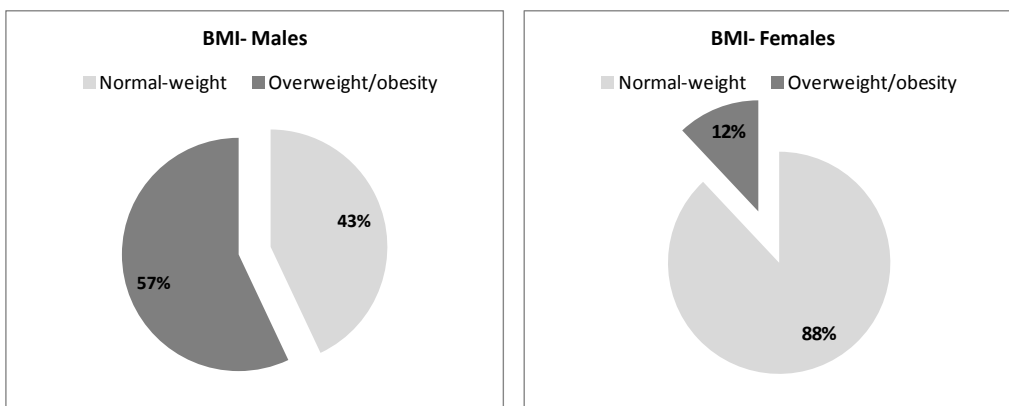 BMI- Males
Normal-weight Overweight/obesity
43%
57%
BMI- Females
Normal-weight Overweight/obesity
12%
88%